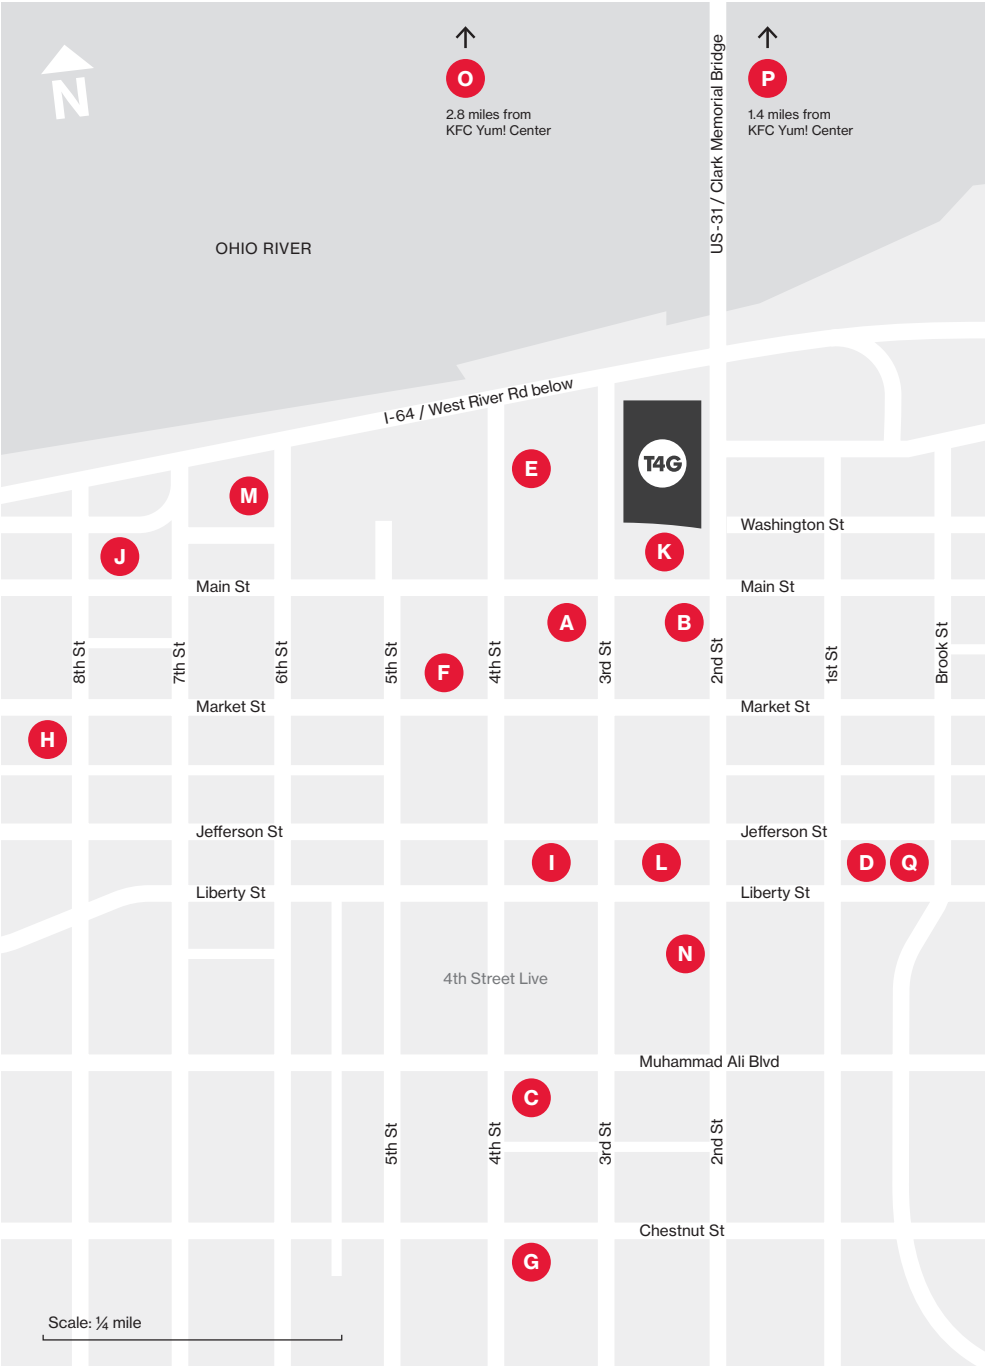 O
P
2.8 miles from
KFC Yum! Center
1.4 miles from
KFC Yum! Center
N
US-31 / Clark Memorial Bridge
OHIO RIVER
I-64 / West River Rd below
E
T4G
M
Washington St
J
K
Main St
Main St
A
B
8th St
7th St
6th St
5th St
F
4th St
3rd St
2nd St
1st St
Brook St
Market St
Market St
H
Jefferson St
Jefferson St
I
L
D
Q
Liberty St
Liberty St
N
4th Street Live
Muhammad Ali Blvd
C
5th St
4th St
3rd St
2nd St
Chestnut St
G
Scale: ¼ mile